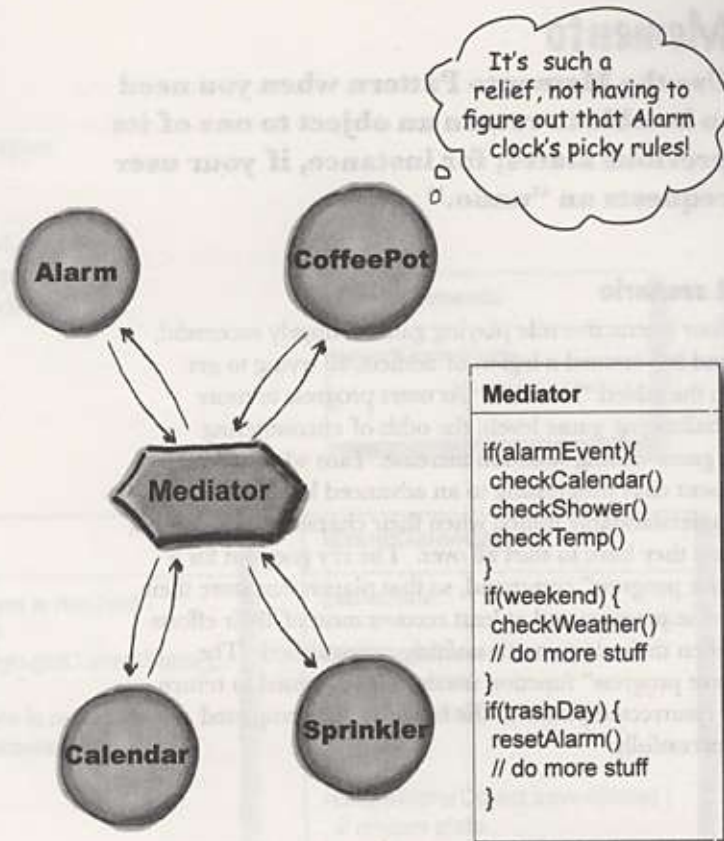 It's such a
relief, not having to
figure out that Alarm
clock's picky rules!
Alarm
CoffeePot
Mediator
Calendar
Sprinkler
Mediator
if(alarmEvent){
checkCalendar()
checkShower()
checkTemp()
}
if(weekend) {
checkWeather()
// do more stuff
}
if(trashDay) {
resetAlarm()
// do more stuff
}